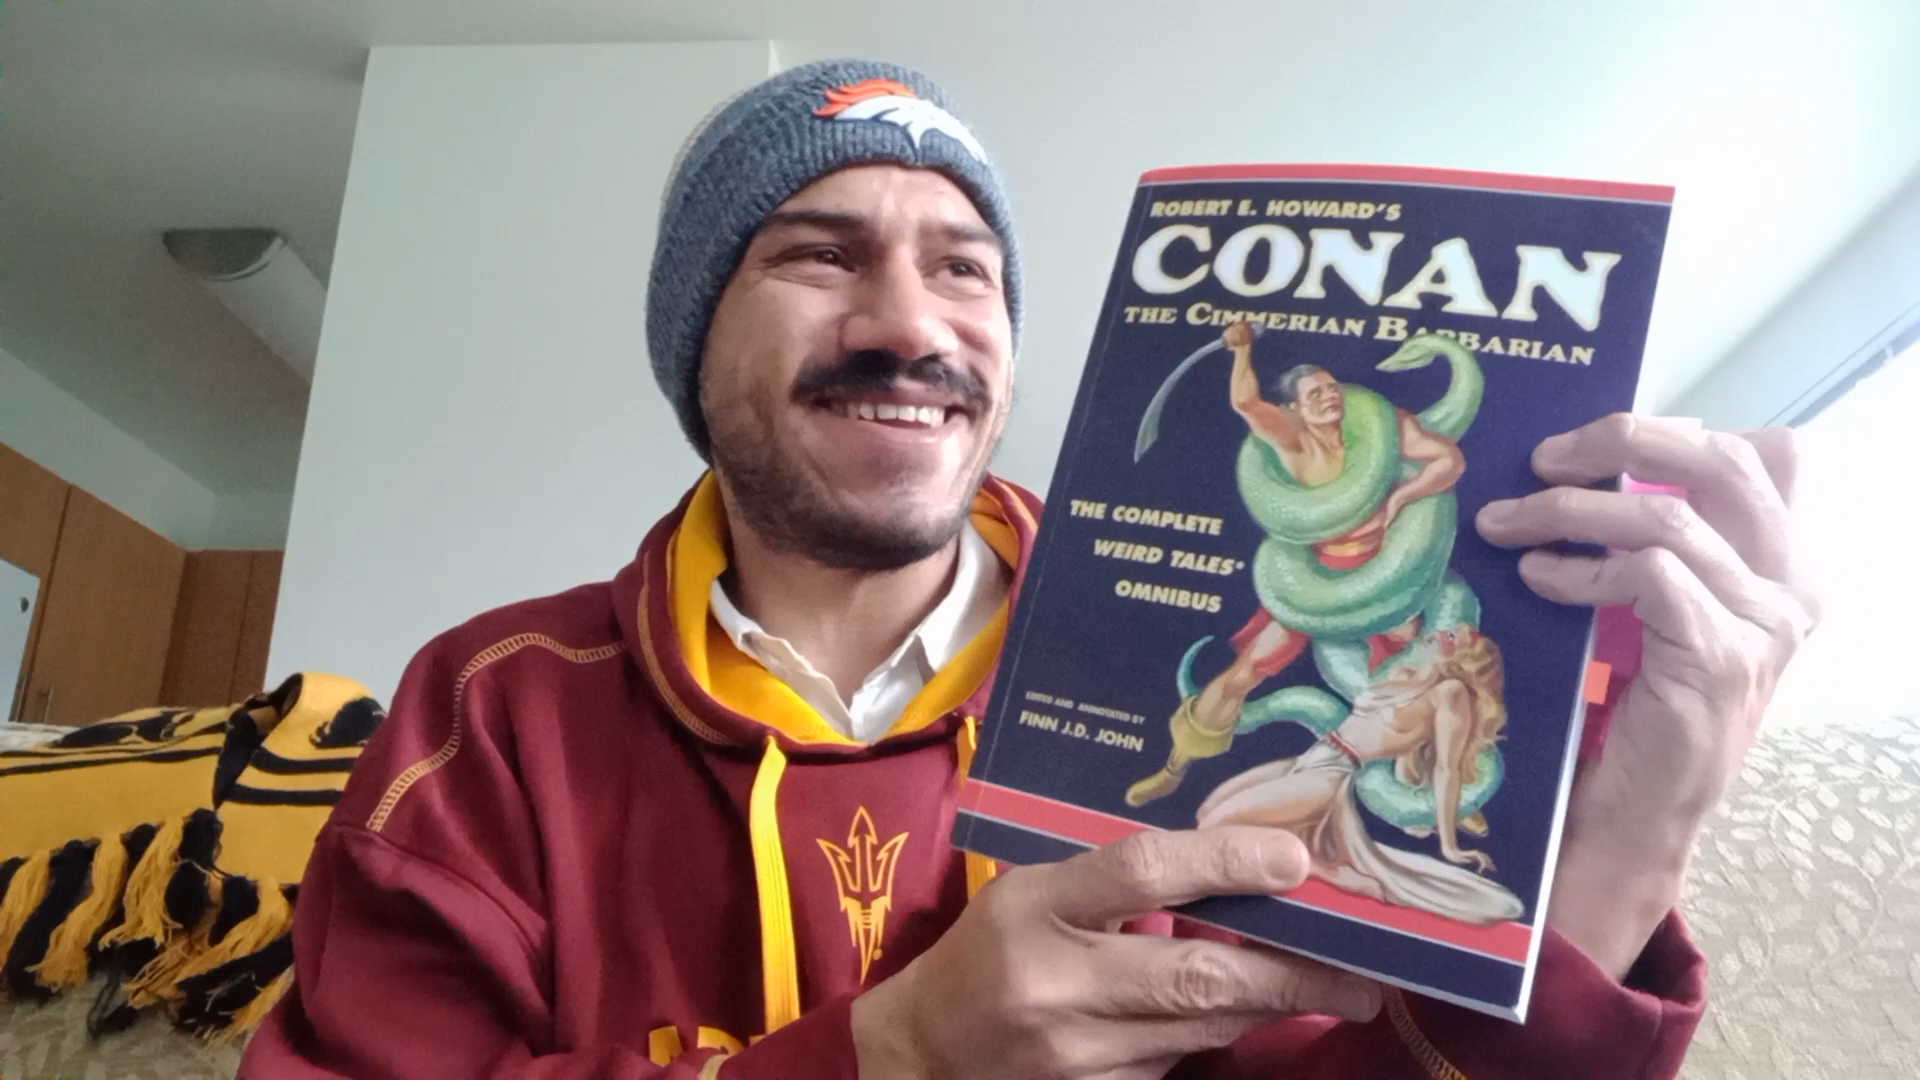 ROBERT E. HOWARD'S
CONAN
THE CIMMERIAN BARBARIAN
THE COMPLETE
WEIRD TALES®
OMNIBUS
EDITED AND ANNOTATED BY
FINN J.D. JOHN